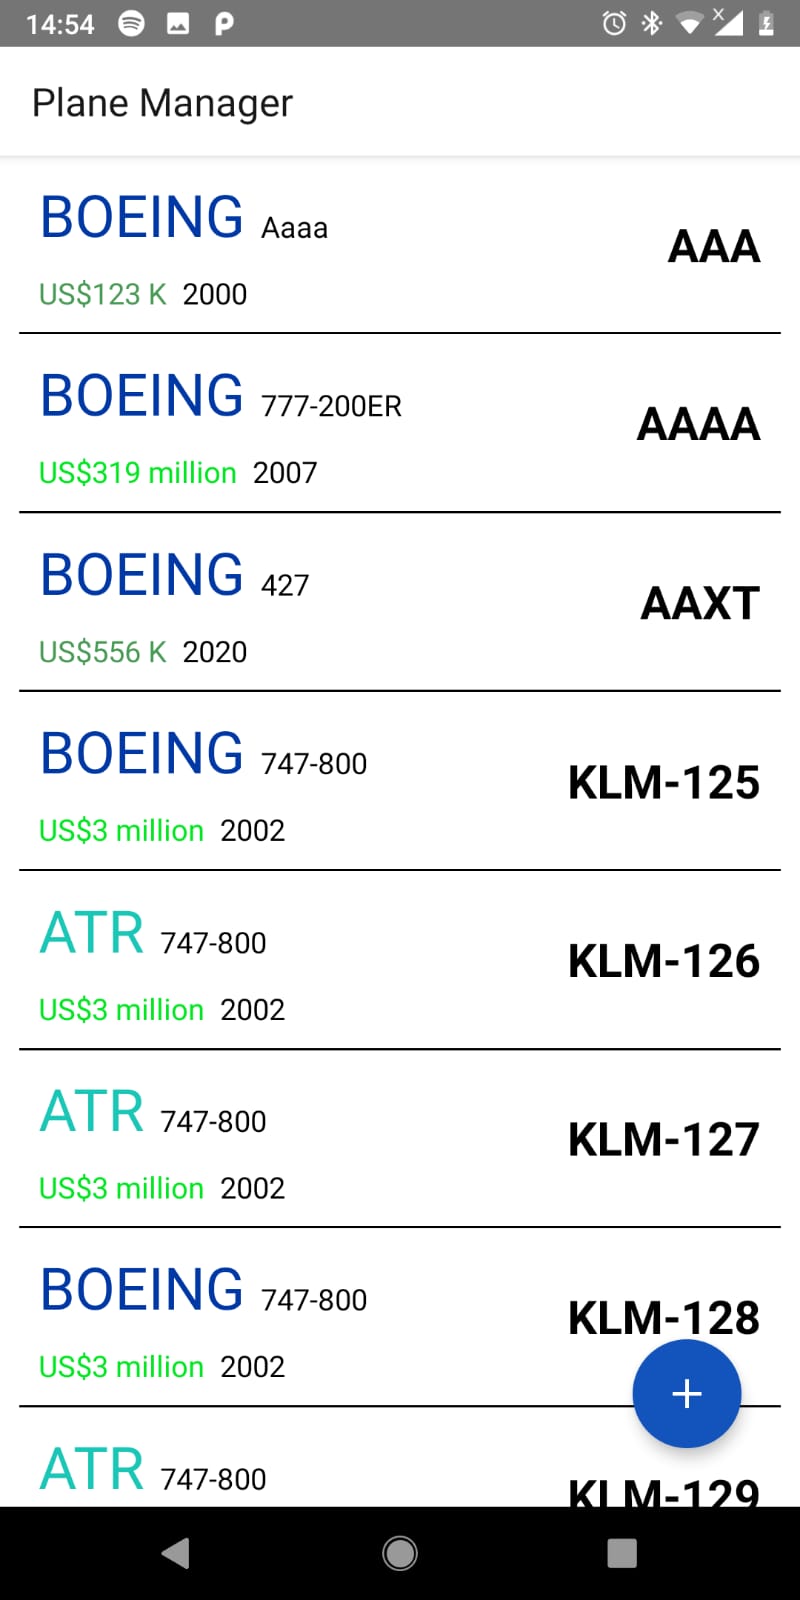 14:54
Plane Manager
BOEING Aaaa
AAA
US$123 K 2000
BOEING 777-200ER
AAAA
US$319 million 2007
BOEING 427
AAXT
US$556 K 2020
BOEING 747-800
KLM-125
US$3 million 2002
ATR 747-800
KLM-126
US$3 million 2002
ATR 747-800
KLM-127
US$3 million 2002
BOEING 747-800
KLM-128
US$3 million 2002
+
ATR 747-800
KLM-129